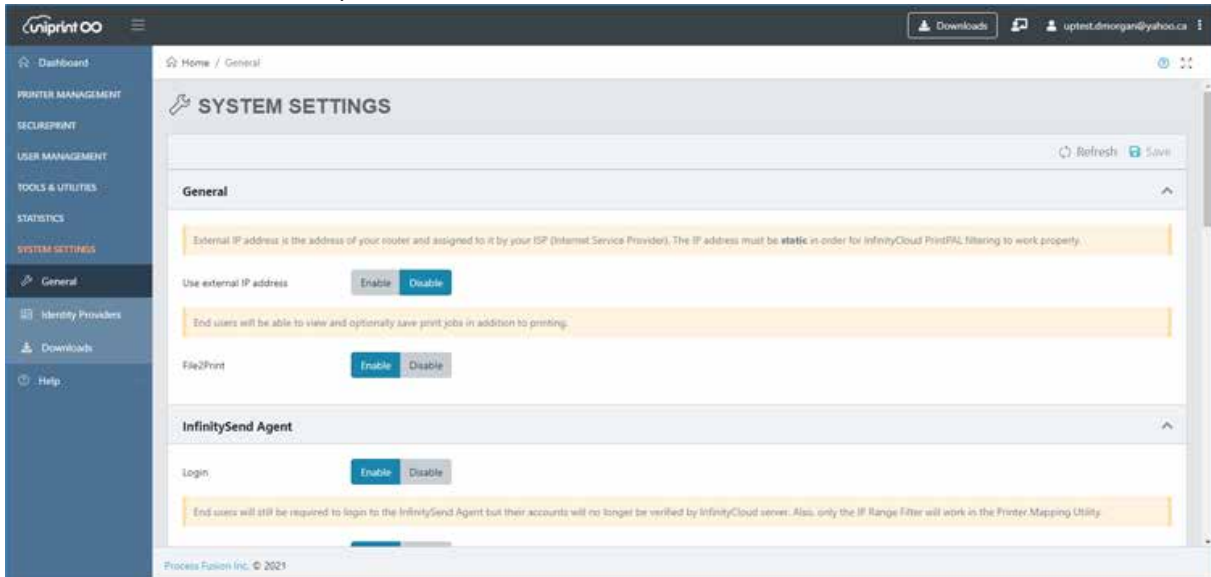 uniprint
Downloads
uptest.dmorgan@yahoo.ca
Dashboard
Home / General
PRINTER MANAGEMENT
SYSTEM SETTINGS
SECUREPRINT
USER MANAGEMENT
Refresh Save
TOOLS & UTILITIES
General
STATISTICS
External IP address is the address of your router and assigned to it by your ISP (Internet Service Provider). The IP address must be static in order for InfinityCloud PrintPAL filtering to work properly.
SYSTEM SETTINGS
General
Use external IP address Enable Disable
Identity Providers
End users will be able to view and optionally save print jobs in addition to printing.
Downloads
File2Print Enable Disable
Help
InfinitySend Agent
Login Enable Disable
End users will still be required to login to the InfinitySend Agent but their accounts will no longer be verified by InfinityCloud server. Also, only the IP Range Filter will work in the Printer Mapping Utility.
Process Fusion Inc. © 2021